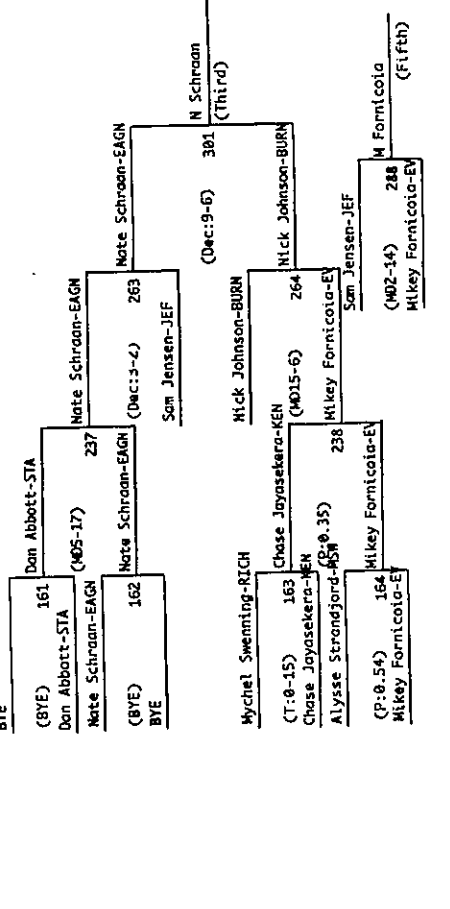 BYE
(BYE) 161
Dan Abbott-STA
Nate Schraan-EAGN
(BYE) 162
BYE
Mychel Swenning-RICH
(T:0-15) 163
Chase Jayasekera-KEN
Alysse Strandjord-
(P:0.54) 164
Mikey Fornicoia-EV
Dan Abbott-STA
(MD5-17) 237
Nate Schraan-EAGN
Chase Jayasekera-KEN
(P:0.35) 238
Mikey Fornicoia-EV
Nate Schraan-EAGN
(Dec:3-2) 263
Sam Jensen-JEF
Nick Johnson-BURN
(MD15-6) 264
Mikey Fornicoia-EV
Nate Schraan-EAGN
(Dec:9-6) 301
Nick Johnson-BURN
Sam Jensen-JEF
(MD2-14) 288
Mikey Fornicoia-EV
N Schraan
(Third)
M Fornicoia
(Fifth)